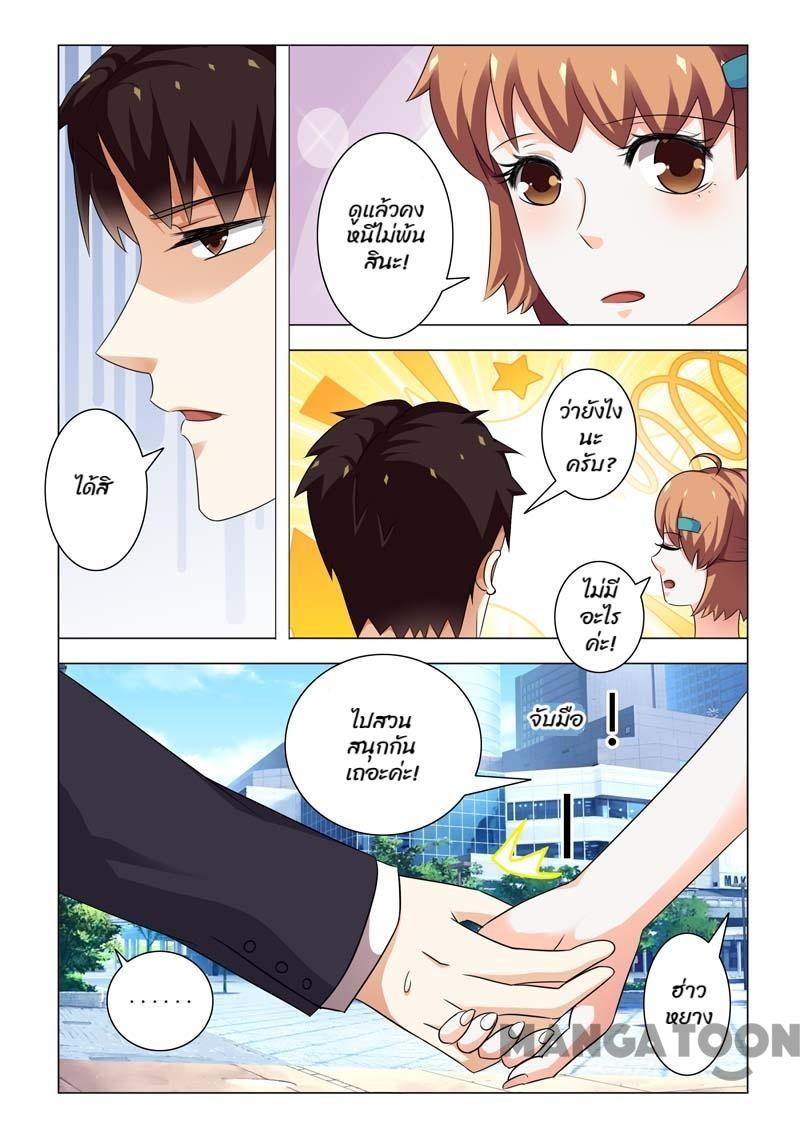 ได้สิ
ดูแล้วคง
หนีไม่พ้น
สินะ!
ว่ายังไง
นะ
ครับ?
ไม่มี
อะไร
ค่ะ!
ไปสวน
สนุกกัน
เถอะค่ะ!
จับมือ
!
......
ฮ่าว
หยาง
MAK
MANGATOON